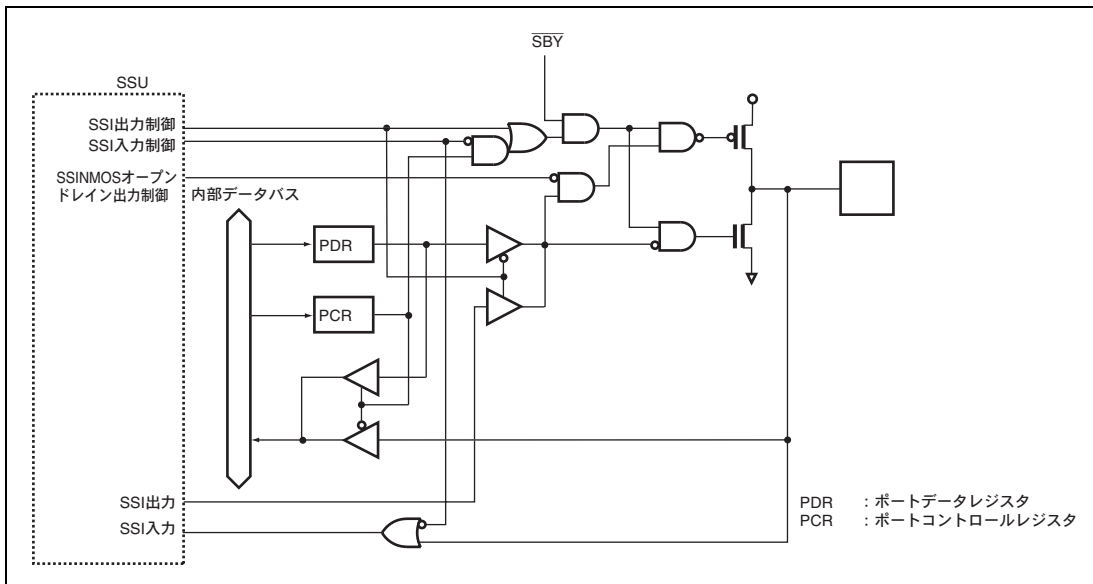 SBY
SSU
SSI出力制御
SSI入力制御
SSINMOSオープン
ドレイン出力制御
内部データバス
PDR
PCR
SSI出力
SSI入力
PDR :ポートデータレジスタ
PCR :ポートコントロールレジスタ